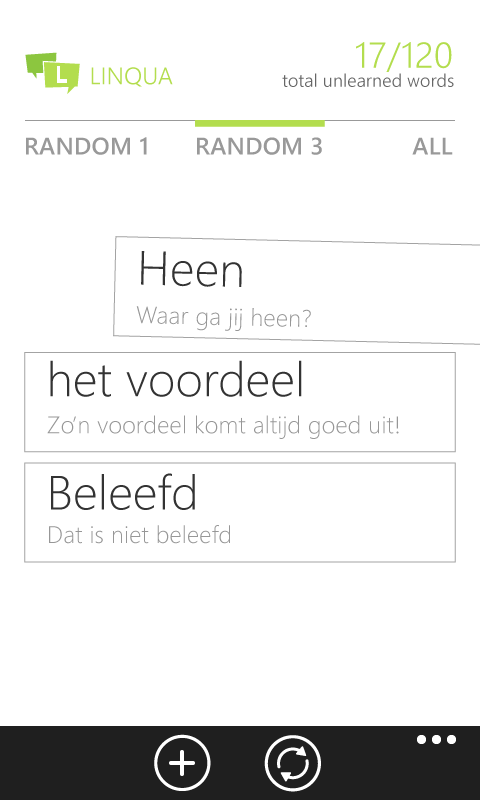 L LINQUA
17/120
total unlearned words
RANDOM 1 RANDOM 3 ALL
Heen
Waar ga jij heen?
het voordeel
Zo'n voordeel komt altijd goed uit!
Beleefd
Dat is niet beleefd